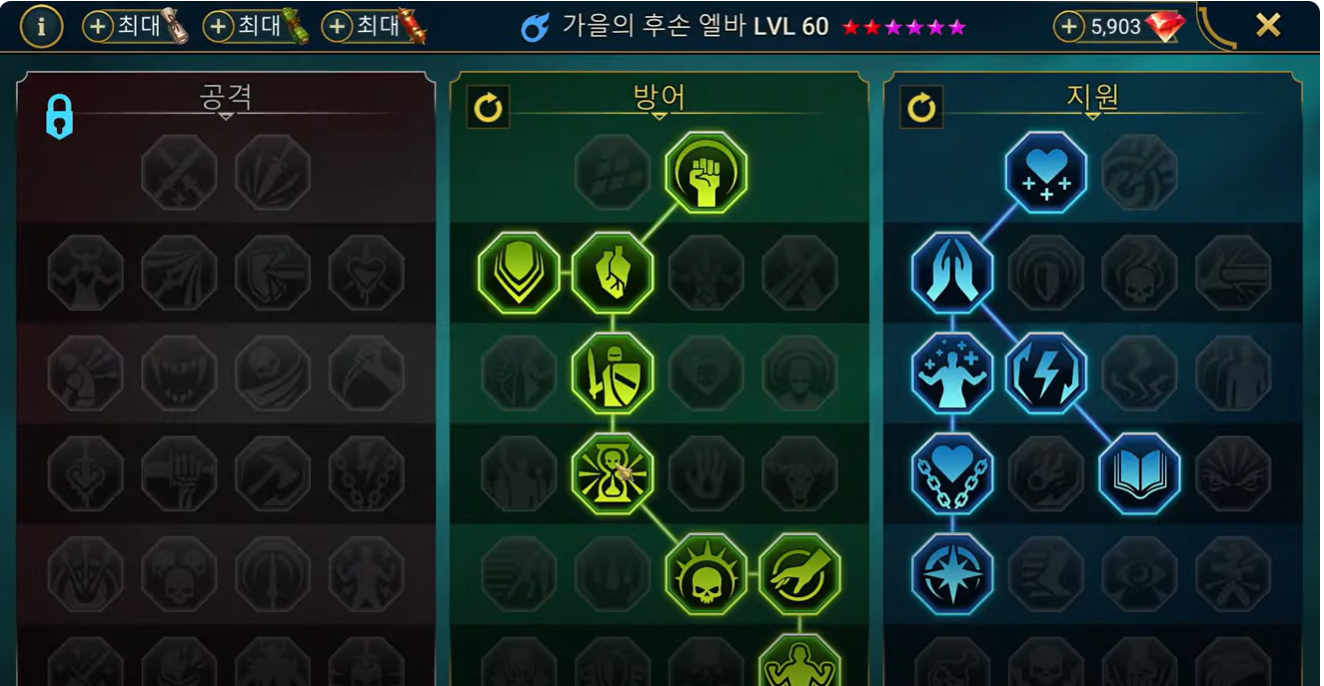 i + 최대 + 최대 + 최대 가을의 후손 엘바 LVL 60 + 5,903
공격 방어 지원